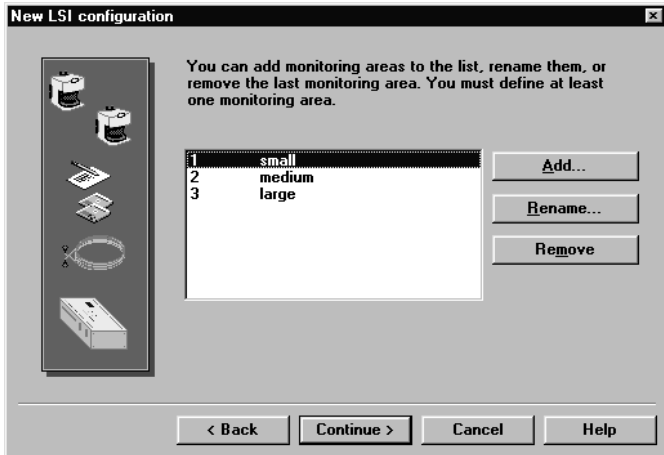 New LSI configuration
You can add monitoring areas to the list, rename them, or
remove the last monitoring area. You must define at least
one monitoring area.
1 small
2 medium
3 large
Add...
Rename...
Remove
< Back
Continue >
Cancel
Help